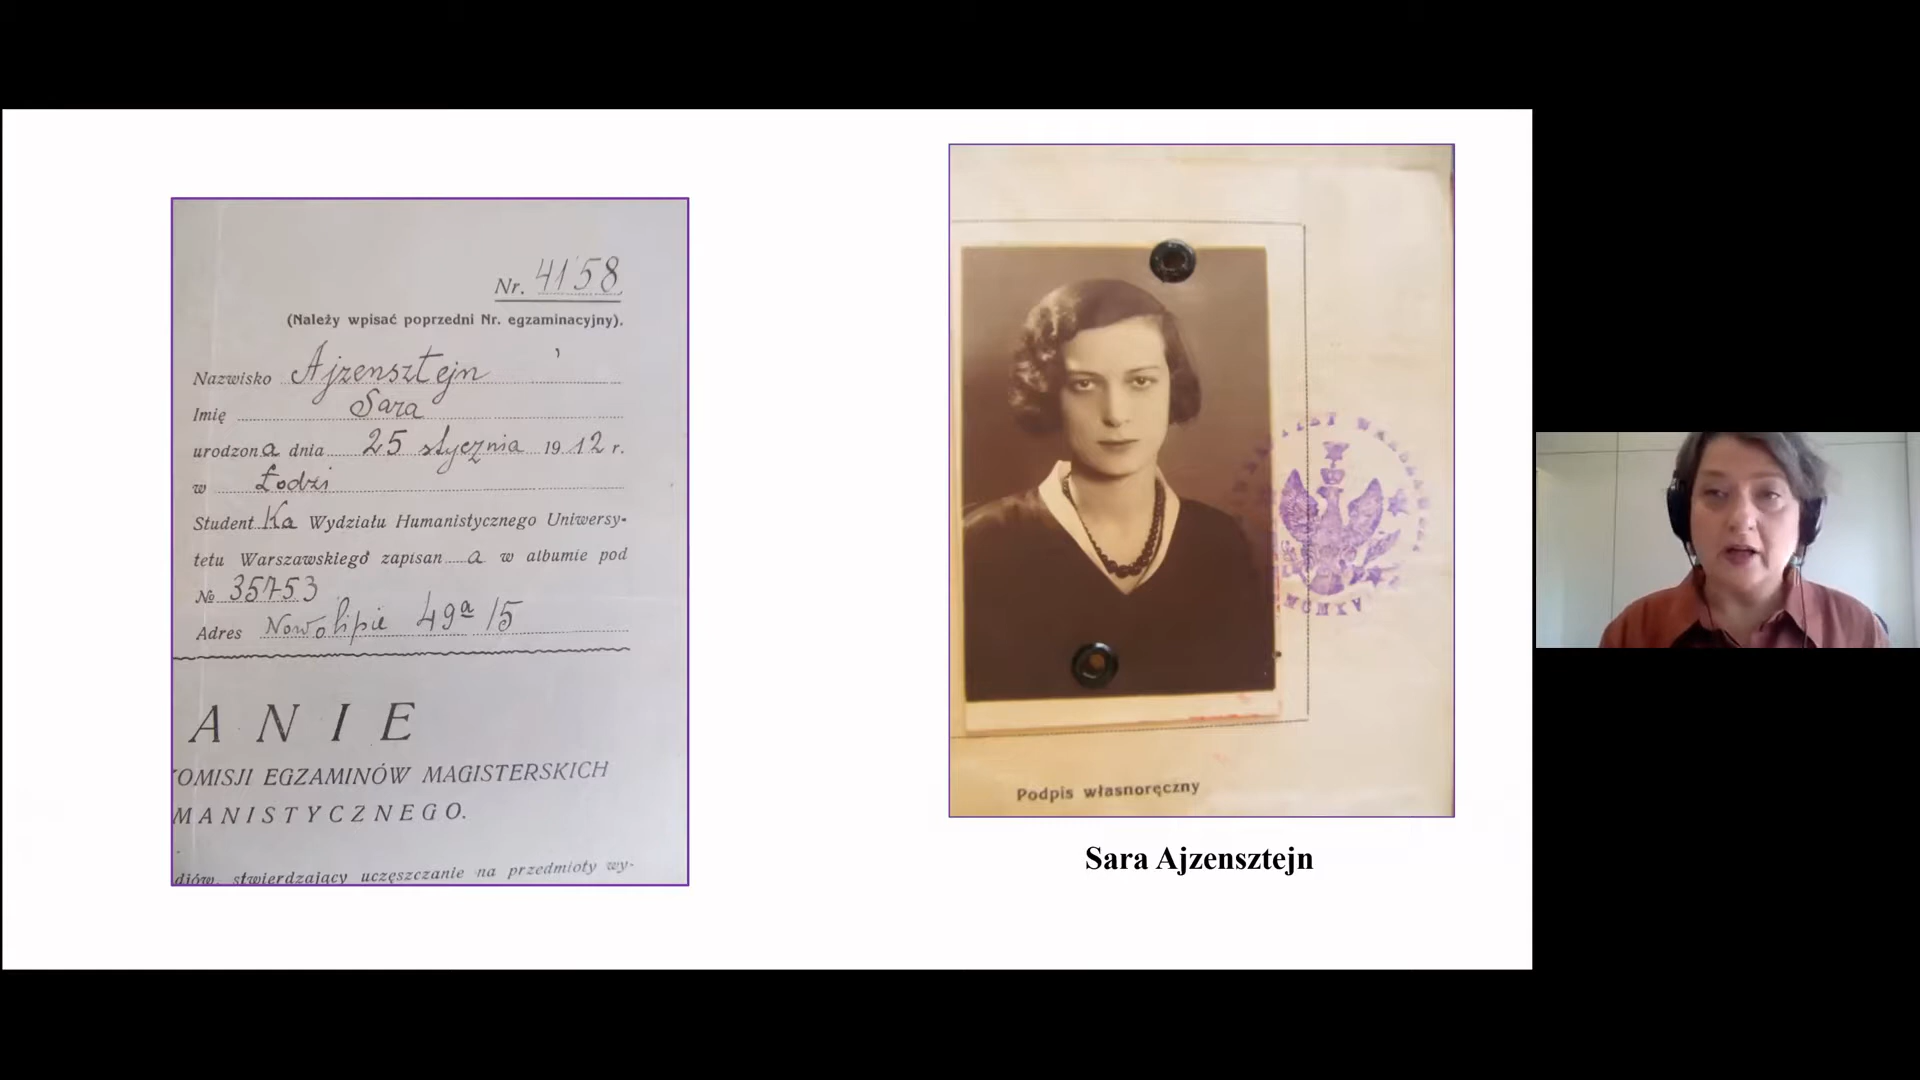 Nr. 4158
(Należy wpisać poprzedni Nr. egzaminacyjny).
Nazwisko Ajzensztejn
Imię Sara
urodzona dnia 25 stycznia 1912 r.
w Łodzi
Studentka Wydziału Humanistycznego Uniwersy-
tetu Warszawskiego zapisana w albumie pod
№ 35753
Adres Nowolipie 49a /5
ANIE
KOMISJI EGZAMINÓW MAGISTERSKICH
MANISTYCZNEGO.
djów, stwierdzający uczęszczanie na przedmioty wy-
MCMXV
Podpis własnoręczny
Sara Ajzensztejn